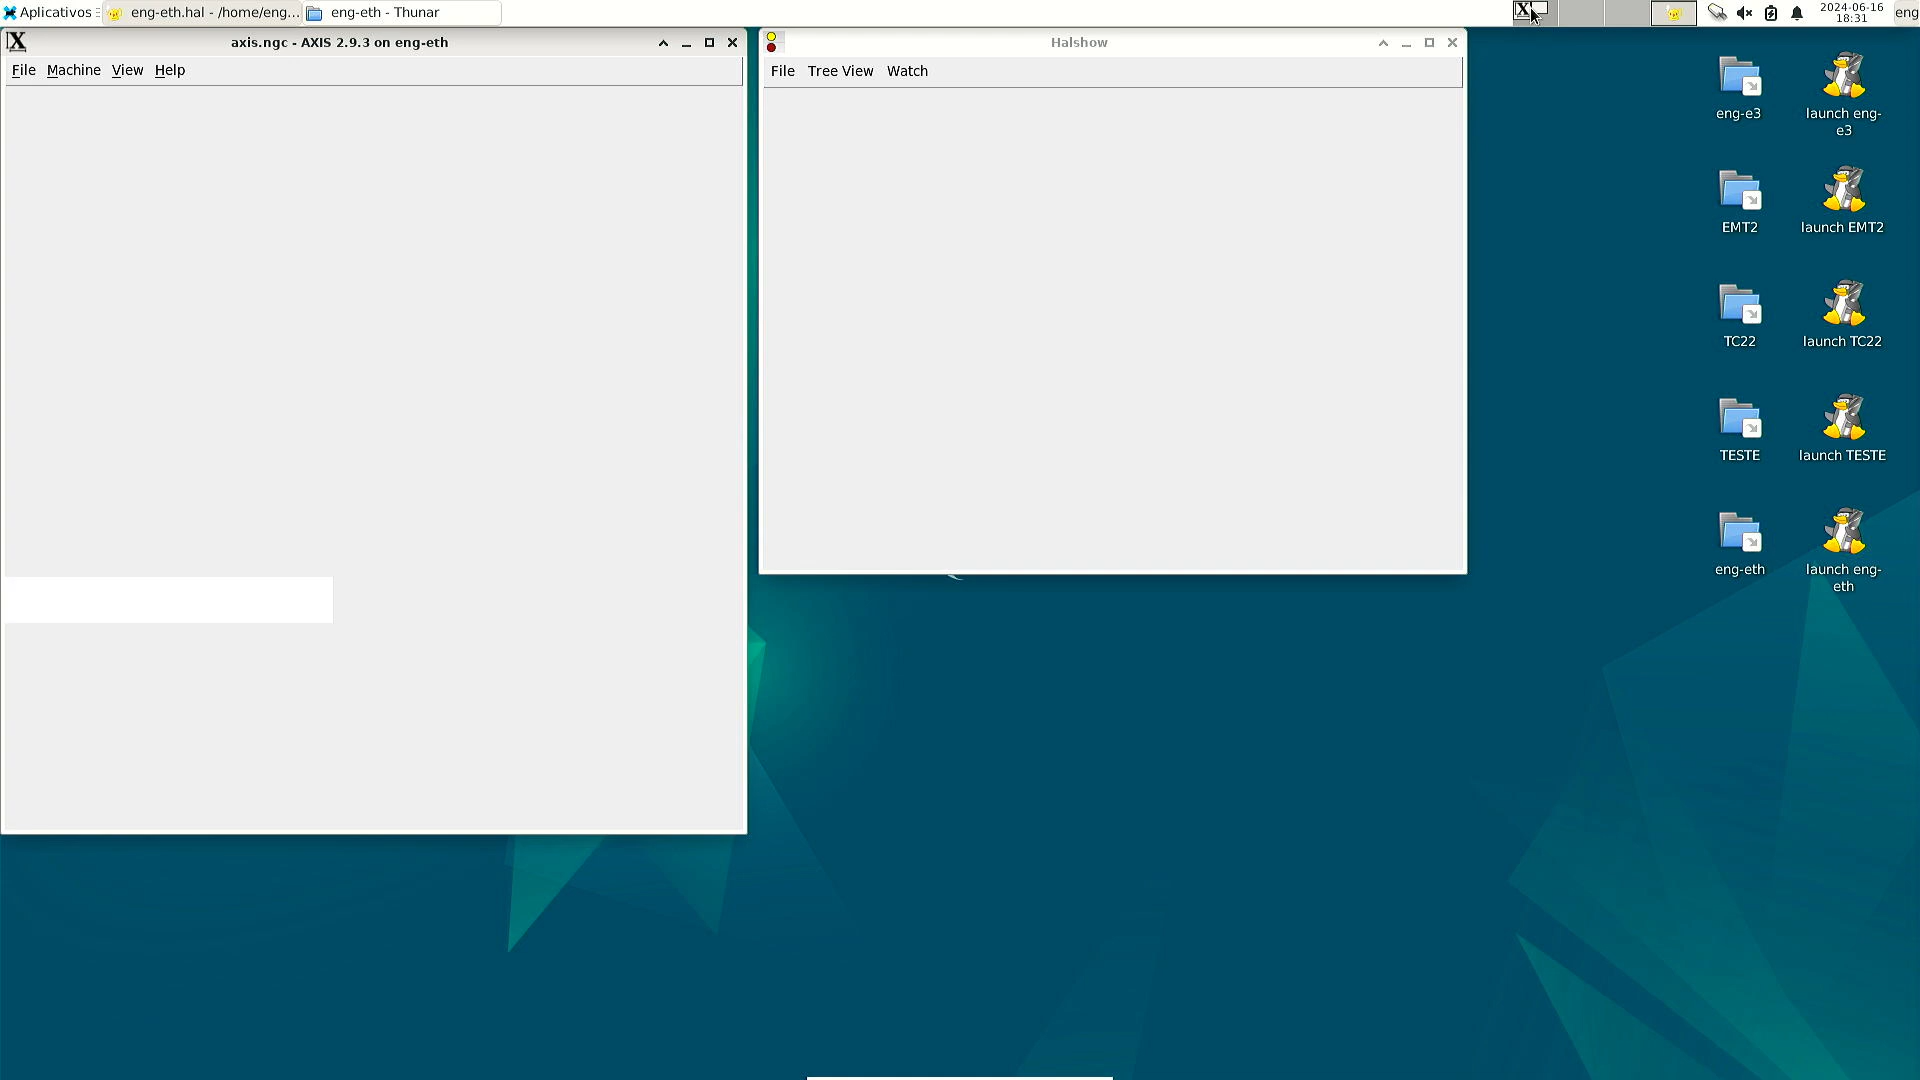 Aplicativos
eng-eth.hal - /home/eng...
eng-eth - Thunar
2024-06-16
18:31
eng
axis.ngc - AXIS 2.9.3 on eng-eth
File Machine View Help
Halshow
File Tree View Watch
eng-e3
launch eng-
e3
EMT2
launch EMT2
TC22
launch TC22
TESTE
launch TESTE
eng-eth
launch eng-
eth